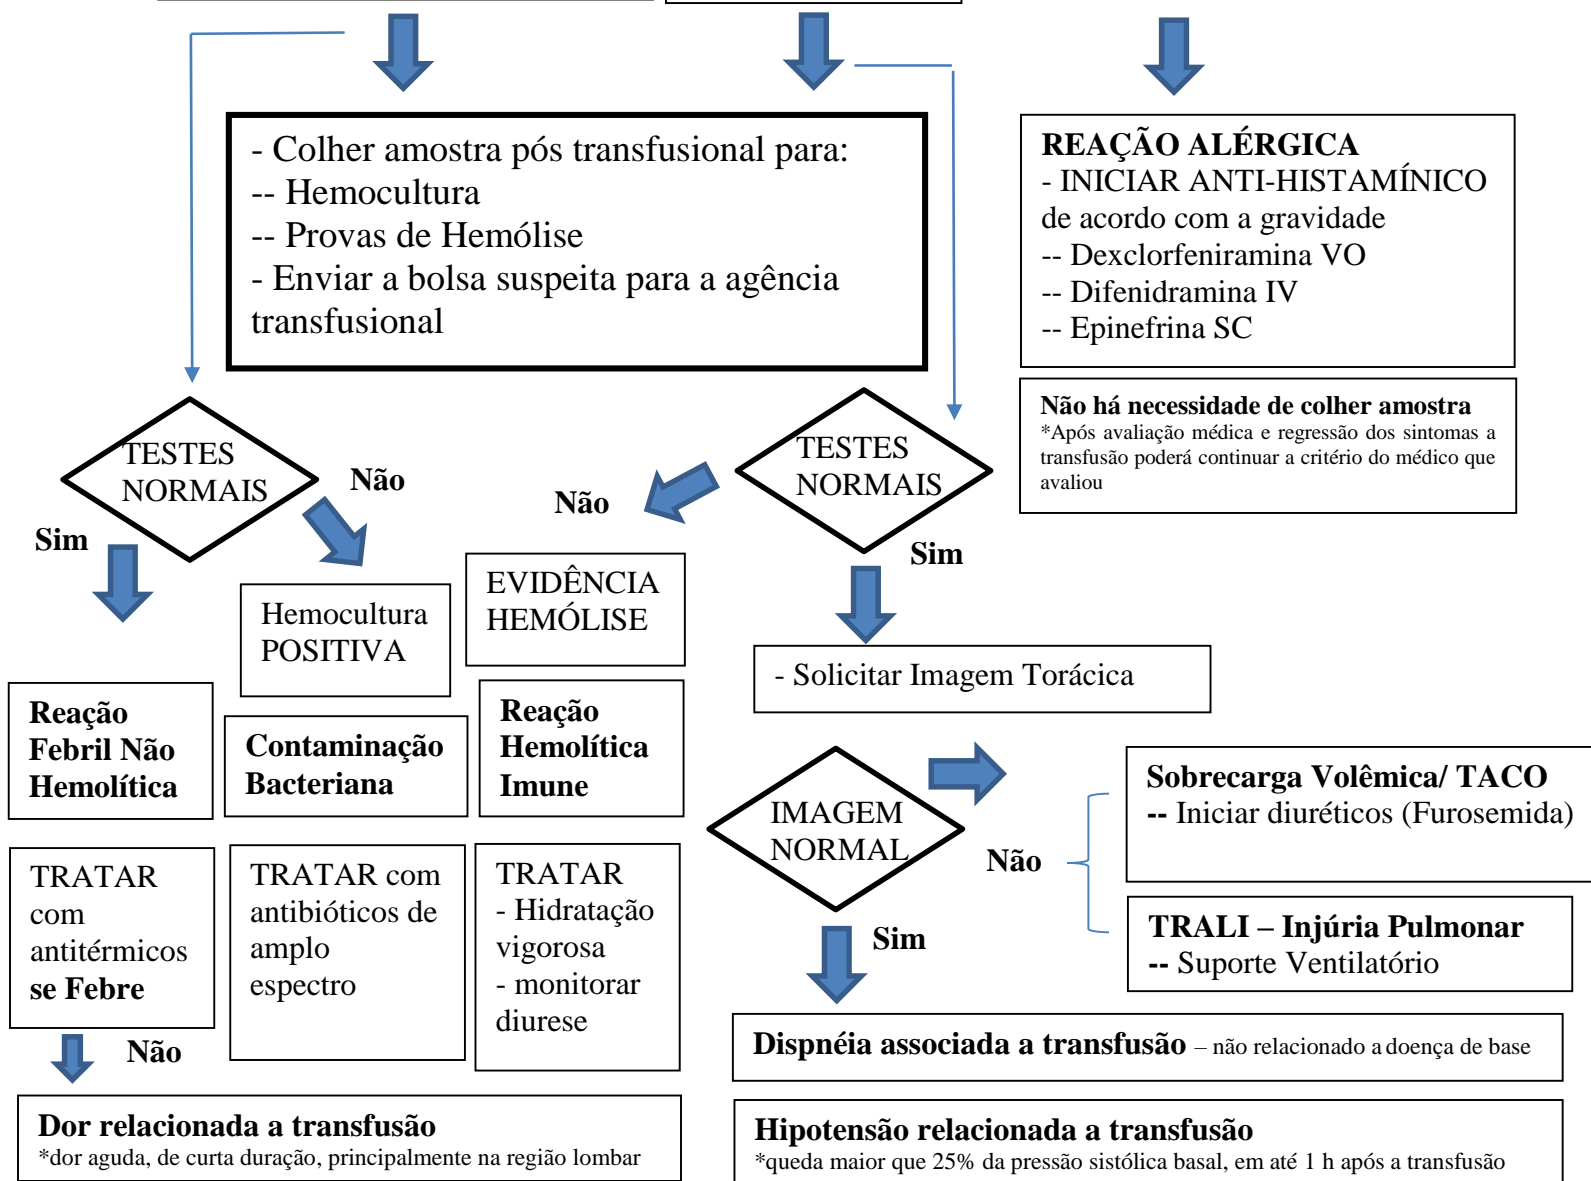 - Colher amostra pós transfusional para:
-- Hemocultura
-- Provas de Hemólise
- Enviar a bolsa suspeita para a agência
transfusional
REAÇÃO ALÉRGICA
- INICIAR ANTI-HISTAMÍNICO
de acordo com a gravidade
-- Dexclorfeniramina VO
-- Difenidramina IV
-- Epinefrina SC
Não há necessidade de colher amostra
*Após avaliação médica e regressão dos sintomas a
transfusão poderá continuar a critério do médico que
avaliou
TESTES
NORMAIS
Não
Sim
TESTES
NORMAIS
Não
Sim
Hemocultura
POSITIVA
EVIDÊNCIA
HEMÓLISE
- Solicitar Imagem Torácica
Reação
Febril Não
Hemolítica
Contaminação
Bacteriana
Reação
Hemolítica
Imune
IMAGEM
NORMAL
Não
Sim
Sobrecarga Volêmica/ TACO
-- Iniciar diuréticos (Furosemida)
TRALI – Injúria Pulmonar
-- Suporte Ventilatório
TRATAR
com
antitérmicos
se Febre
TRATAR com
antibióticos de
amplo
espectro
TRATAR
- Hidratação
vigorosa
- monitorar
diurese
Não
Dispnéia associada a transfusão – não relacionado a doença de base
Dor relacionada a transfusão
*dor aguda, de curta duração, principalmente na região lombar
Hipotensão relacionada a transfusão
*queda maior que 25% da pressão sistólica basal, em até 1 h após a transfusão